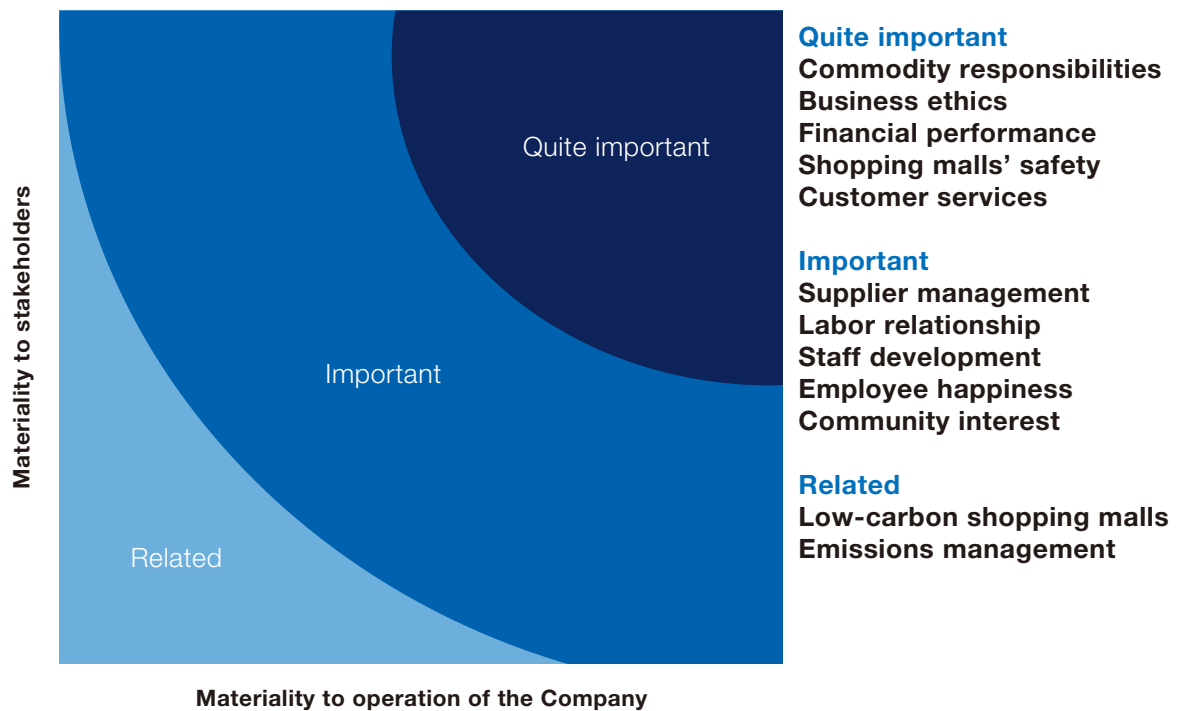 Materiality to stakeholders
Quite important
Important
Related
Materiality to operation of the Company
Quite important
Commodity responsibilities
Business ethics
Financial performance
Shopping malls’ safety
Customer services
Important
Supplier management
Labor relationship
Staff development
Employee happiness
Community interest
Related
Low-carbon shopping malls
Emissions management